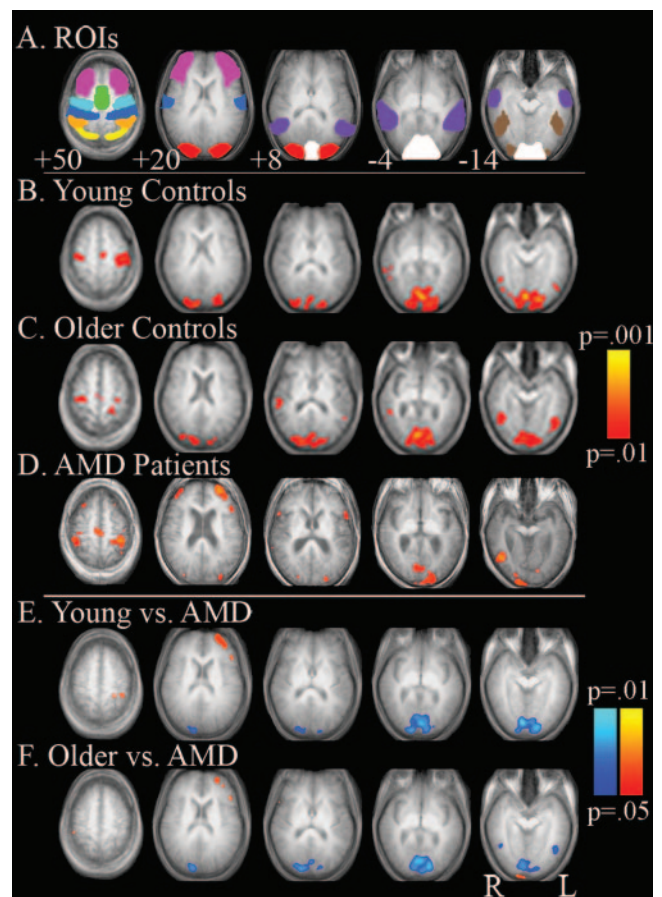 A. ROIs
+50 +20 +8 -4 -14
B. Young Controls
C. Older Controls
p=.001
p=.01
D. AMD Patients
E. Young vs. AMD
p=.01
F. Older vs. AMD
p=.05
R L